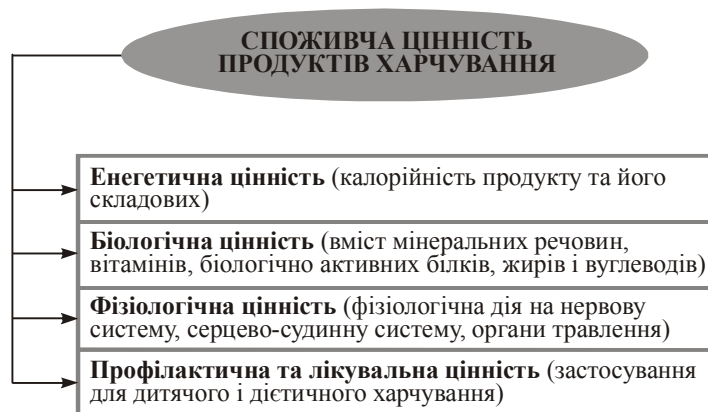 СПОЖИВЧА ЦІННІСТЬ
ПРОДУКТІВ ХАРЧУВАННЯ
Енегетична цінність (калорійність продукту та його
складових)
Біологічна цінність (вміст мінеральних речовин,
вітамінів, біологічно активних білків, жирів і вуглеводів)
Фізіологічна цінність (фізіологічна дія на нервову
систему, серцево-судинну систему, органи травлення)
Профілактична та лікувальна цінність (застосування
для дитячого і дієтичного харчування)